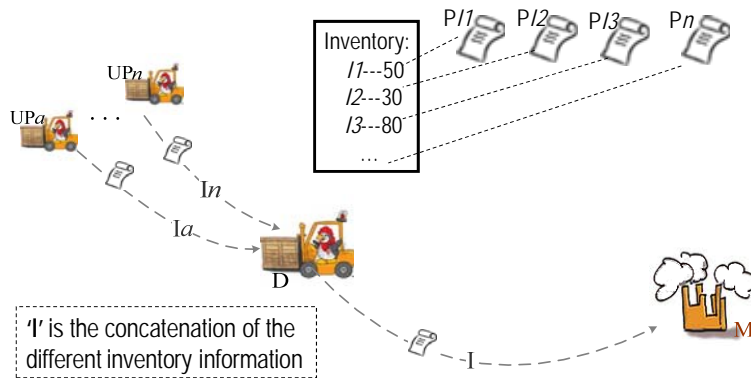 PI1 PI2 PI3 Pn
Inventory:
I1---50
I2---30
I3---80
...
UPn
UPa
. . .
In
Ia
D
M
'I' is the concatenation of the
different inventory information
I